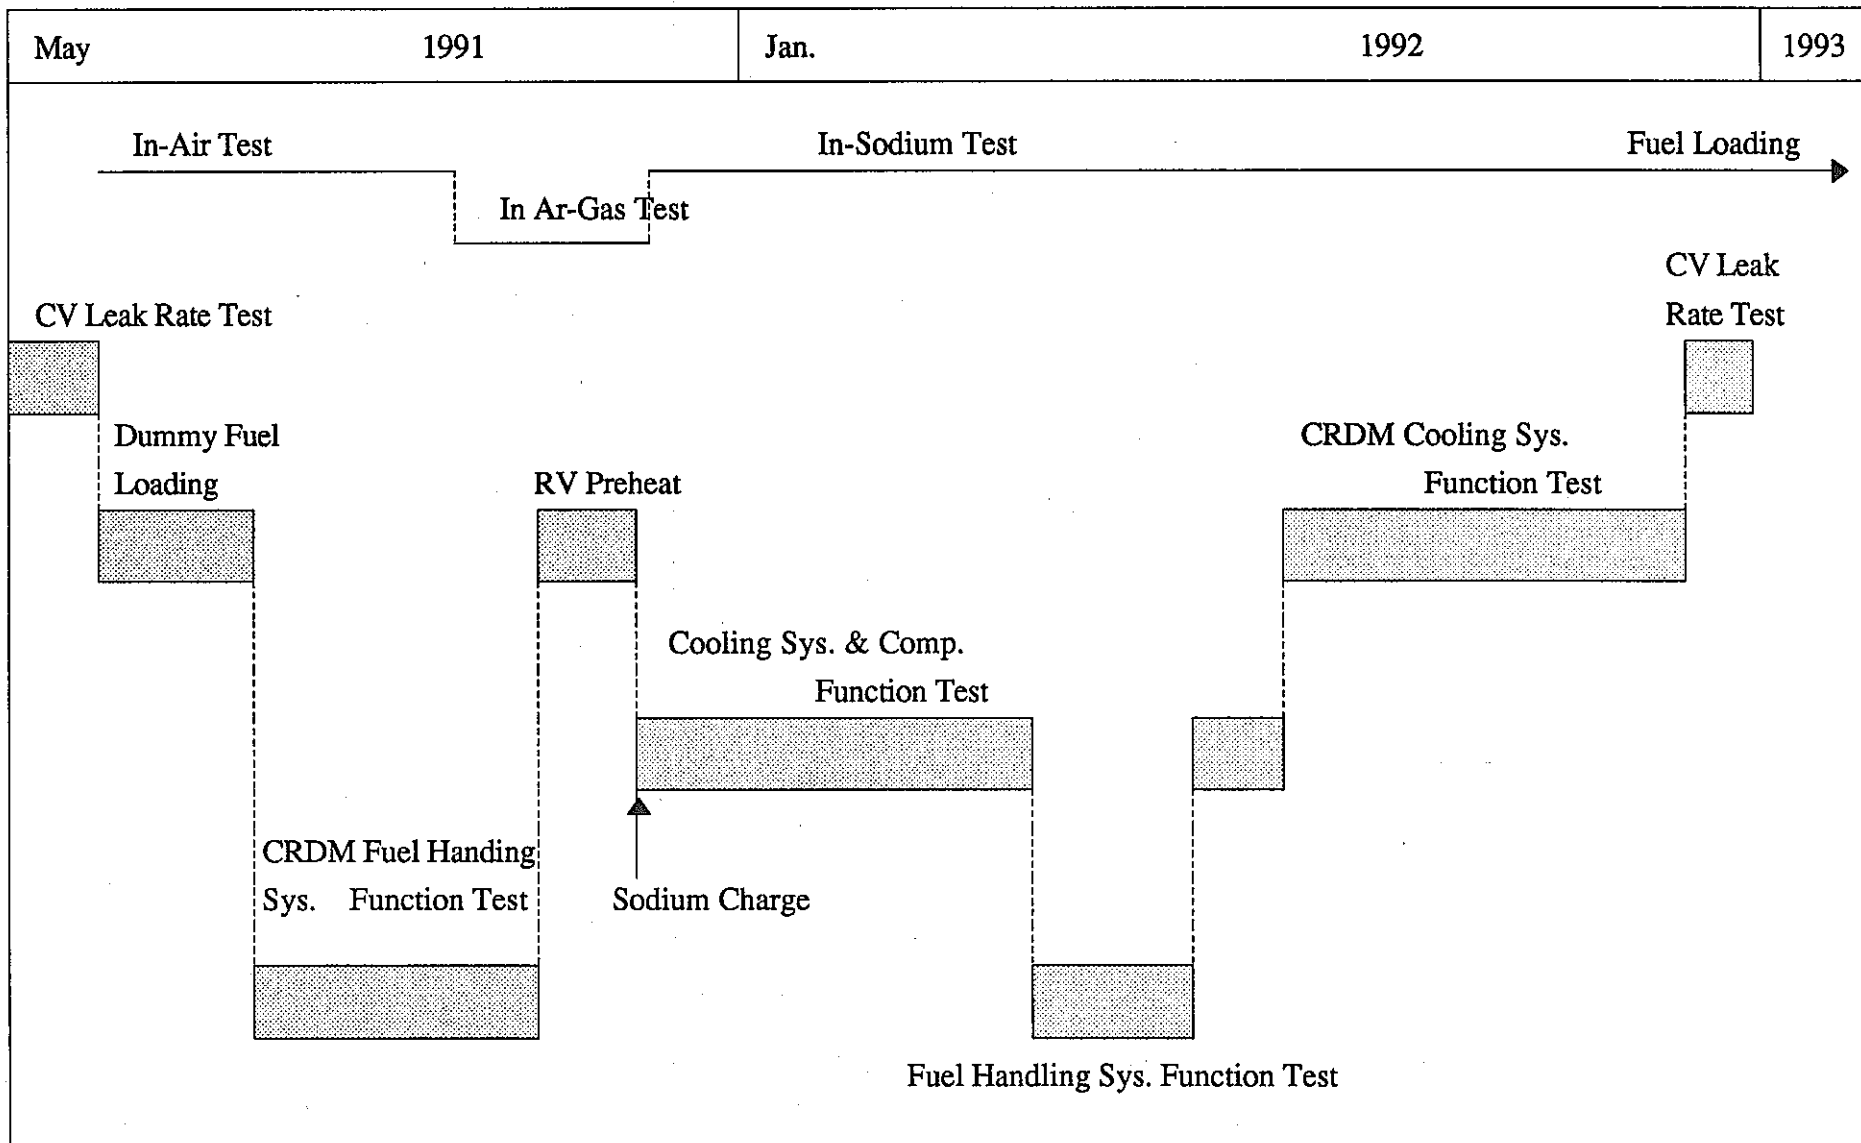 May 1991 Jan. 1992 1993
In-Air Test
In-Sodium Test
Fuel Loading
In Ar-Gas Test
CV Leak
Rate Test
CV Leak Rate Test
Dummy Fuel
Loading
RV Preheat
CRDM Cooling Sys.
Function Test
Cooling Sys. & Comp.
Function Test
CRDM Fuel Handing
Sys. Function Test
Sodium Charge
Fuel Handling Sys. Function Test